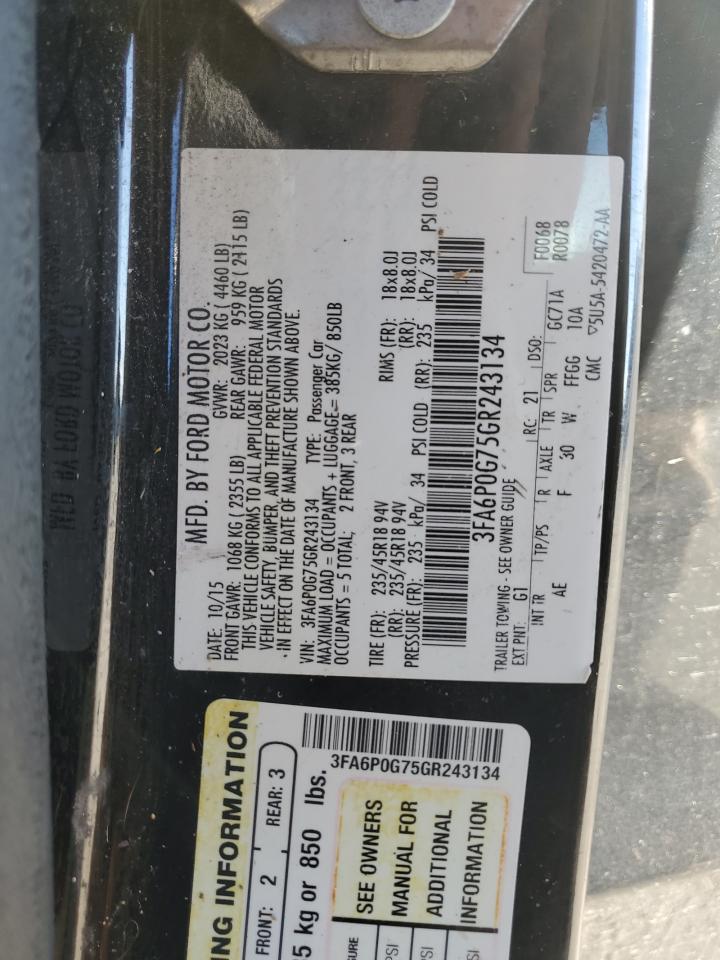 MFD. BY FORD MOTOR CO.
DATE: 10/15 GVWR: 2023 KG ( 4460 LB)
FRONT GAWR: 1068 KG ( 2355 LB) REAR GAWR: 959 KG ( 2115 LB)
THIS VEHICLE CONFORMS TO ALL APPLICABLE FEDERAL MOTOR
VEHICLE SAFETY, BUMPER, AND THEFT PREVENTION STANDARDS
IN EFFECT ON THE DATE OF MANUFACTURE SHOWN ABOVE.
VIN: 3FA6P0G75GR243134 TYPE: Passenger Car
MAXIMUM LOAD = OCCUPANTS + LUGGAGE = 385KG/ 850LB
OCCUPANTS = 5 TOTAL; 2 FRONT, 3 REAR
TIRE (FR): 235/45R18 94V RIMS (FR): 18x8.0J
(RR): 235/45R18 94V (RR): 18x8.0J
PRESSURE (FR): 235 kPa/ 34 PSI COLD (RR): 235 kPa/ 34 PSI COLD
3FA6P0G75GR243134
TRAILER TOWING - SEE OWNER GUIDE
F0068
R0078
EXT PNT: G1 RC: 21 DSO:
INT TR TP/PS R AXLE TR SPR GC71A
AE F 30 W FFGG 10A
CMC ▽5U5A-5420472-AA
3FA6P0G75GR243134
ING INFORMATION
FRONT: 2 REAR: 3
5 kg or 850 lbs.
SEE OWNERS
MANUAL FOR
ADDITIONAL
INFORMATION
URE
PSI
PSI
SI